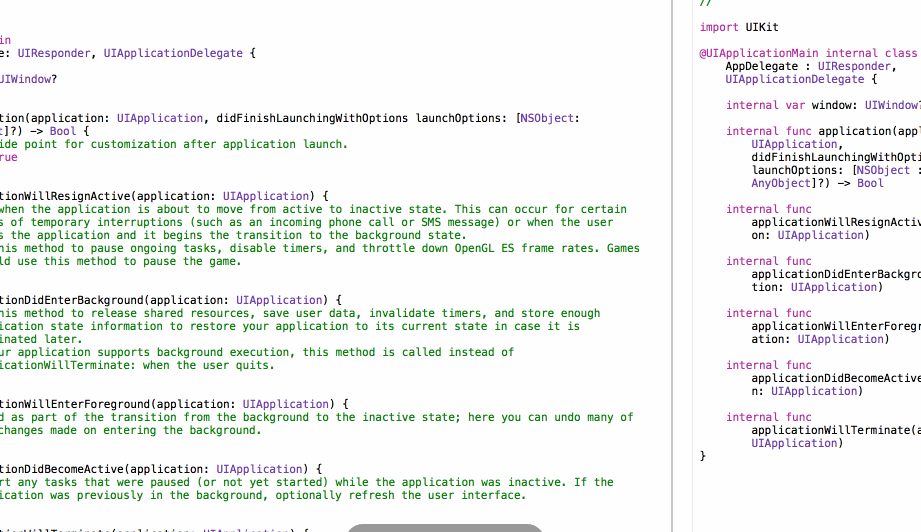 in
e: UIResponder, UIApplicationDelegate {
UIWindow?
tion(application: UIApplication, didFinishLaunchingWithOptions launchOptions: [NSObject:
t]?) -> Bool {
ide point for customization after application launch.
rue
tionWillResignActive(application: UIApplication) {
when the application is about to move from active to inactive state. This can occur for certain
s of temporary interruptions (such as an incoming phone call or SMS message) or when the user
s the application and it begins the transition to the background state.
his method to pause ongoing tasks, disable timers, and throttle down OpenGL ES frame rates. Games
ld use this method to pause the game.
tionDidEnterBackground(application: UIApplication) {
his method to release shared resources, save user data, invalidate timers, and store enough
ication state information to restore your application to its current state in case it is
inated later.
ur application supports background execution, this method is called instead of
icationWillTerminate: when the user quits.
tionWillEnterForeground(application: UIApplication) {
d as part of the transition from the background to the inactive state; here you can undo many of
changes made on entering the background.
tionDidBecomeActive(application: UIApplication) {
rt any tasks that were paused (or not yet started) while the application was inactive. If the
ication was previously in the background, optionally refresh the user interface.
//
import UIKit
@UIApplicationMain internal class
AppDelegate : UIResponder,
UIApplicationDelegate {
internal var window: UIWindow?
internal func application(appl
UIApplication,
didFinishLaunchingWithOpti
launchOptions: [NSObject :
AnyObject]?) -> Bool
internal func
applicationWillResignActiv
on: UIApplication)
internal func
applicationDidEnterBackgro
tion: UIApplication)
internal func
applicationWillEnterForegr
ation: UIApplication)
internal func
applicationDidBecomeActive
n: UIApplication)
internal func
applicationWillTerminate(a
UIApplication)
}